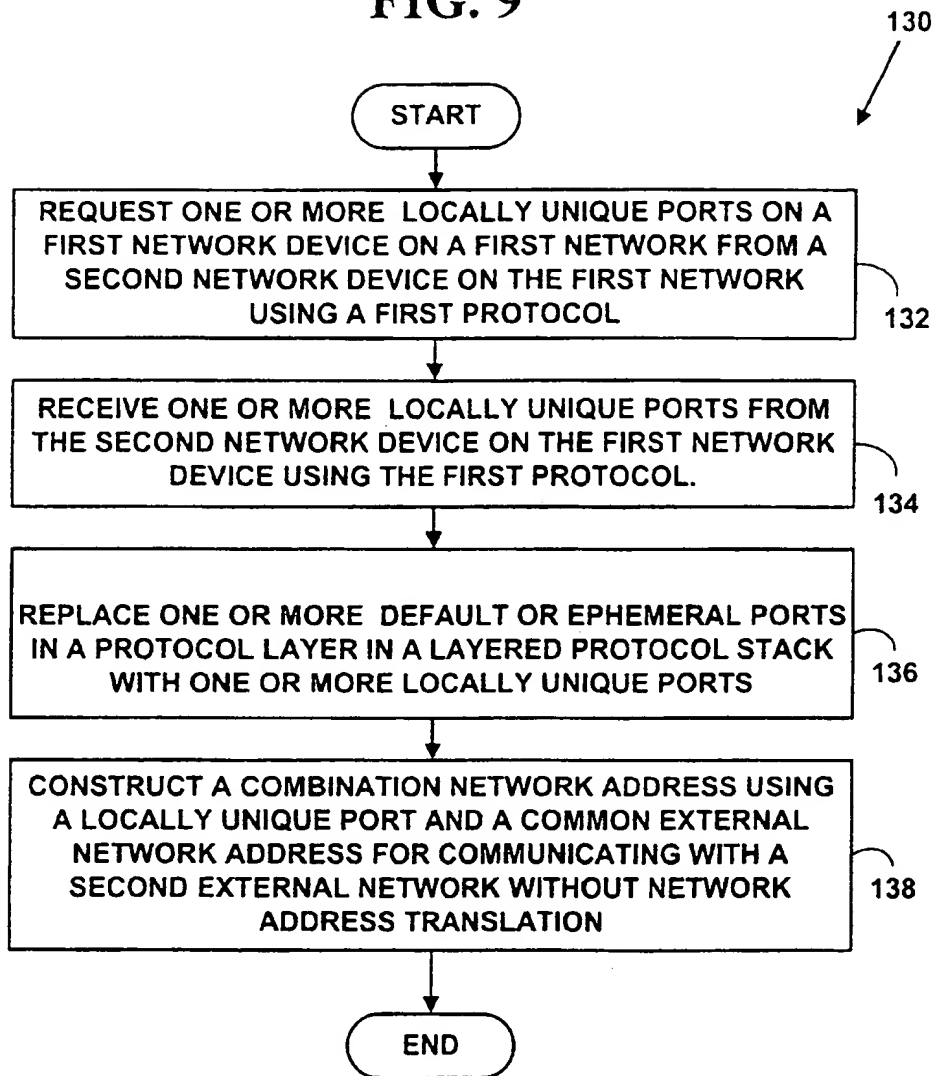 FIG. 9
130
START
REQUEST ONE OR MORE LOCALLY UNIQUE PORTS ON A
FIRST NETWORK DEVICE ON A FIRST NETWORK FROM A
SECOND NETWORK DEVICE ON THE FIRST NETWORK
USING A FIRST PROTOCOL
132
RECEIVE ONE OR MORE LOCALLY UNIQUE PORTS FROM
THE SECOND NETWORK DEVICE ON THE FIRST NETWORK
DEVICE USING THE FIRST PROTOCOL.
134
REPLACE ONE OR MORE DEFAULT OR EPHEMERAL PORTS
IN A PROTOCOL LAYER IN A LAYERED PROTOCOL STACK
WITH ONE OR MORE LOCALLY UNIQUE PORTS
136
CONSTRUCT A COMBINATION NETWORK ADDRESS USING
A LOCALLY UNIQUE PORT AND A COMMON EXTERNAL
NETWORK ADDRESS FOR COMMUNICATING WITH A
SECOND EXTERNAL NETWORK WITHOUT NETWORK
ADDRESS TRANSLATION
138
END